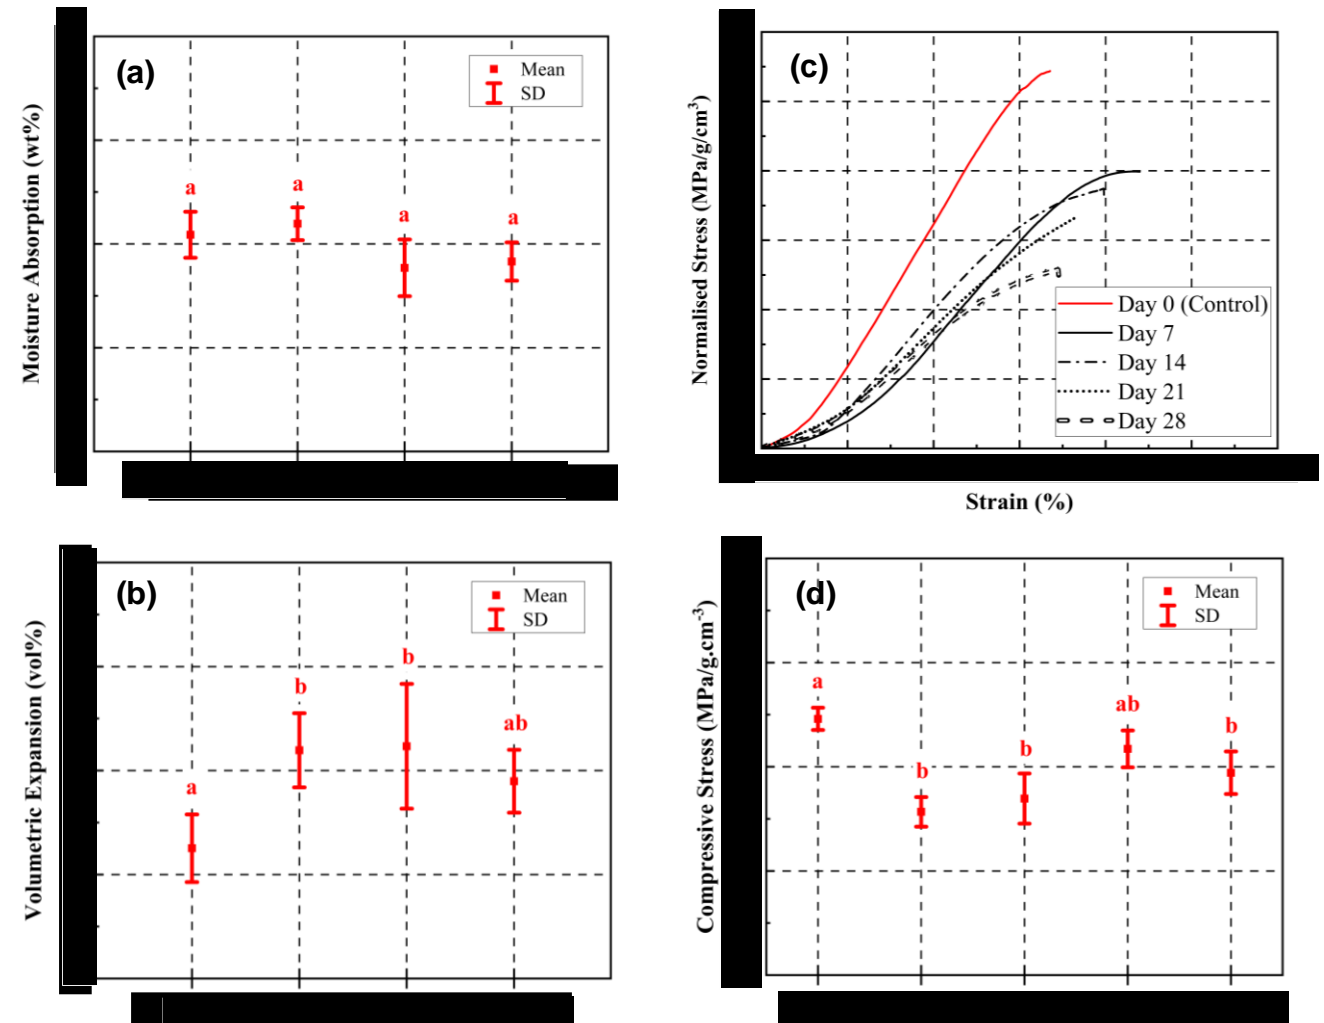 (a)
Mean
SD
a
a
a
a
Moisture Absorption (wt%)
(c)
Normalised Stress (MPa/g/cm³)
Day 0 (Control)
Day 7
Day 14
Day 21
Day 28
Strain (%)
(b)
Mean
SD
a
b
b
ab
Volumetric Expansion (vol%)
(d)
Mean
SD
a
b
b
ab
b
Compressive Stress (MPa/g.cm⁻³)